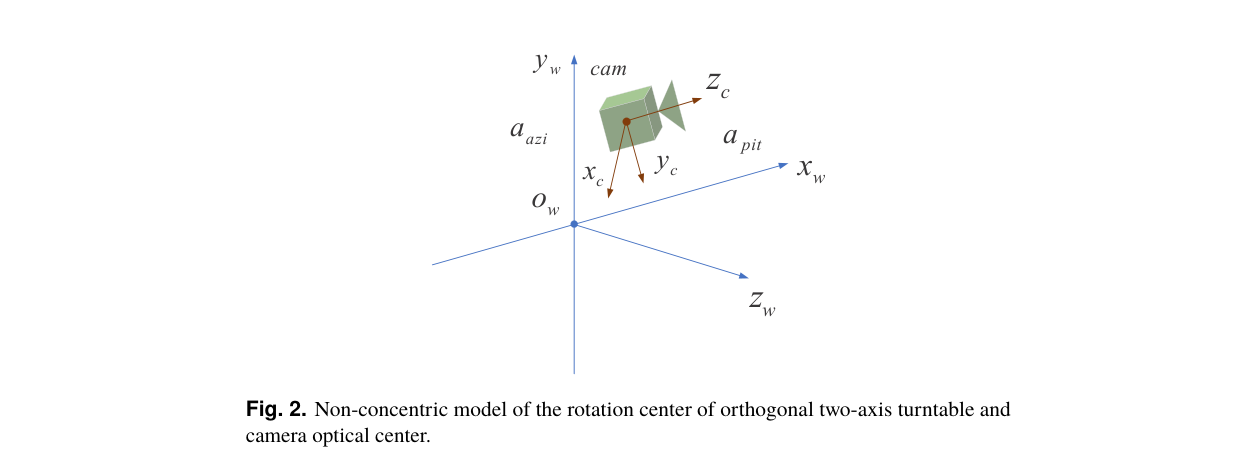 y_w
cam
z_c
a_azi
a_pit
x_c
y_c
x_w
o_w
z_w
Fig. 2. Non-concentric model of the rotation center of orthogonal two-axis turntable and
camera optical center.